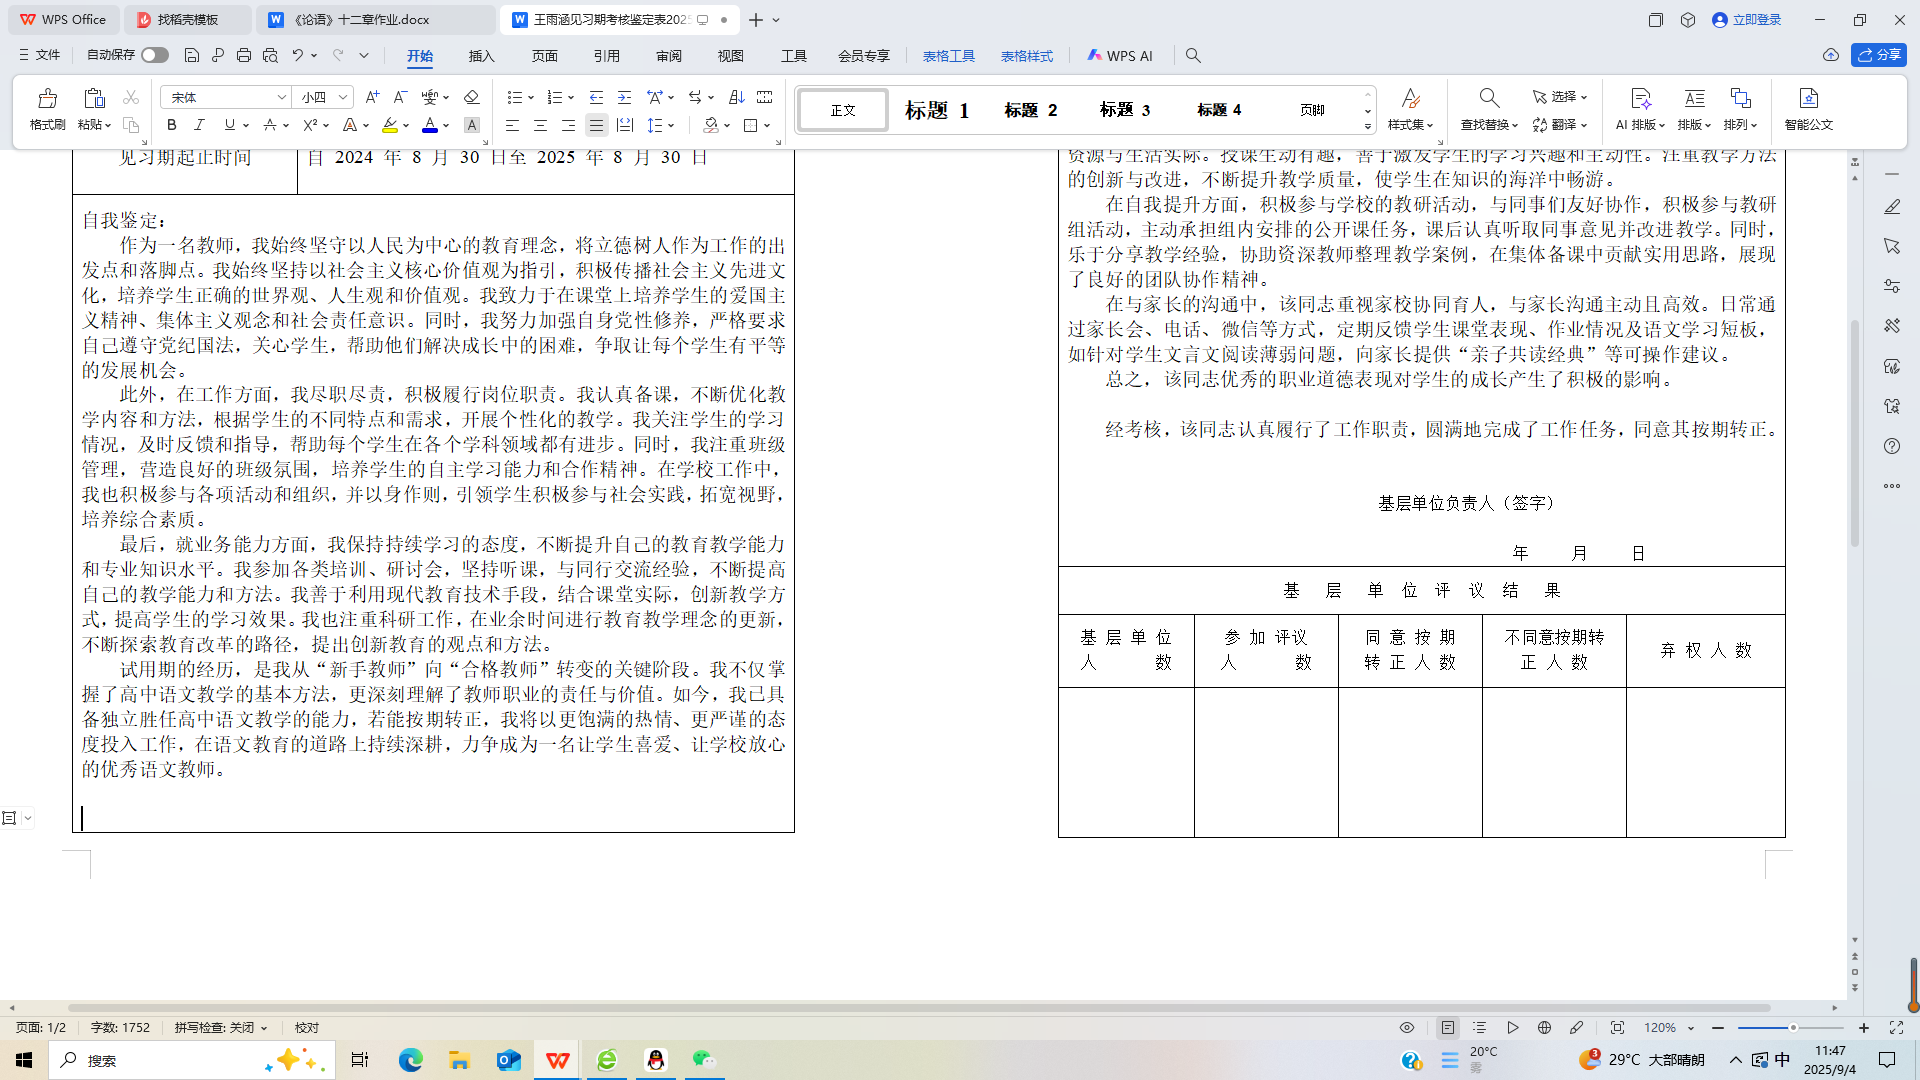 WPS Office
找稻壳模板
《论语》十二章作业.docx
王雨涵见习期考核鉴定表2025
立即登录
文件
自动保存
开始
插入
页面
引用
审阅
视图
工具
会员专享
表格工具
表格样式
WPS AI
分享
格式刷
粘贴
宋体
小四
正文
标题 1
标题 2
标题 3
标题 4
页脚
样式集
查找替换
选择
翻译
AI 排版
排版
排列
智能公文
见习期起止时间
自 2024 年 8 月 30 日至 2025 年 8 月 30 日
自我鉴定：
作为一名教师，我始终坚守以人民为中心的教育理念，将立德树人作为工作的出
发点和落脚点。我始终坚持以社会主义核心价值观为指引，积极传播社会主义先进文
化，培养学生正确的世界观、人生观和价值观。我致力于在课堂上培养学生的爱国主
义精神、集体主义观念和社会责任意识。同时，我努力加强自身党性修养，严格要求
自己遵守党纪国法，关心学生，帮助他们解决成长中的困难，争取让每个学生有平等
的发展机会。
此外，在工作方面，我尽职尽责，积极履行岗位职责。我认真备课，不断优化教
学内容和方法，根据学生的不同特点和需求，开展个性化的教学。我关注学生的学习
情况，及时反馈和指导，帮助每个学生在各个学科领域都有进步。同时，我注重班级
管理，营造良好的班级氛围，培养学生的自主学习能力和合作精神。在学校工作中，
我也积极参与各项活动和组织，并以身作则，引领学生积极参与社会实践，拓宽视野，
培养综合素质。
最后，就业务能力方面，我保持持续学习的态度，不断提升自己的教育教学能力
和专业知识水平。我参加各类培训、研讨会，坚持听课，与同行交流经验，不断提高
自己的教学能力和方法。我善于利用现代教育技术手段，结合课堂实际，创新教学方
式，提高学生的学习效果。我也注重科研工作，在业余时间进行教育教学理念的更新，
不断探索教育改革的路径，提出创新教育的观点和方法。
试用期的经历，是我从“新手教师”向“合格教师”转变的关键阶段。我不仅掌
握了高中语文教学的基本方法，更深刻理解了教师职业的责任与价值。如今，我已具
备独立胜任高中语文教学的能力，若能按期转正，我将以更饱满的热情、更严谨的态
度投入工作，在语文教育的道路上持续深耕，力争成为一名让学生喜爱、让学校放心
的优秀语文教师。
资源与生活实际。授课生动有趣，善于激发学生的学习兴趣和主动性。注重教学方法
的创新与改进，不断提升教学质量，使学生在知识的海洋中畅游。
在自我提升方面，积极参与学校的教研活动，与同事们友好协作，积极参与教研
组活动，主动承担组内安排的公开课任务，课后认真听取同事意见并改进教学。同时，
乐于分享教学经验，协助资深教师整理教学案例，在集体备课中贡献实用思路，展现
了良好的团队协作精神。
在与家长的沟通中，该同志重视家校协同育人，与家长沟通主动且高效。日常通
过家长会、电话、微信等方式，定期反馈学生课堂表现、作业情况及语文学习短板，
如针对学生文言文阅读薄弱问题，向家长提供“亲子共读经典”等可操作建议。
总之，该同志优秀的职业道德表现对学生的成长产生了积极的影响。
经考核，该同志认真履行了工作职责，圆满地完成了工作任务，同意其按期转正。
基层单位负责人（签字）
年 月 日
基 层 单 位 评 议 结 果
基 层 单 位
人 数
参 加 评议
人 数
同 意 按 期
转 正 人 数
不同意按期转
正 人 数
弃 权 人 数
页面: 1/2
字数: 1752
拼写检查: 关闭
校对
120%
搜索
20°C
雾
3
29°C 大部晴朗
中
11:47
2025/9/4